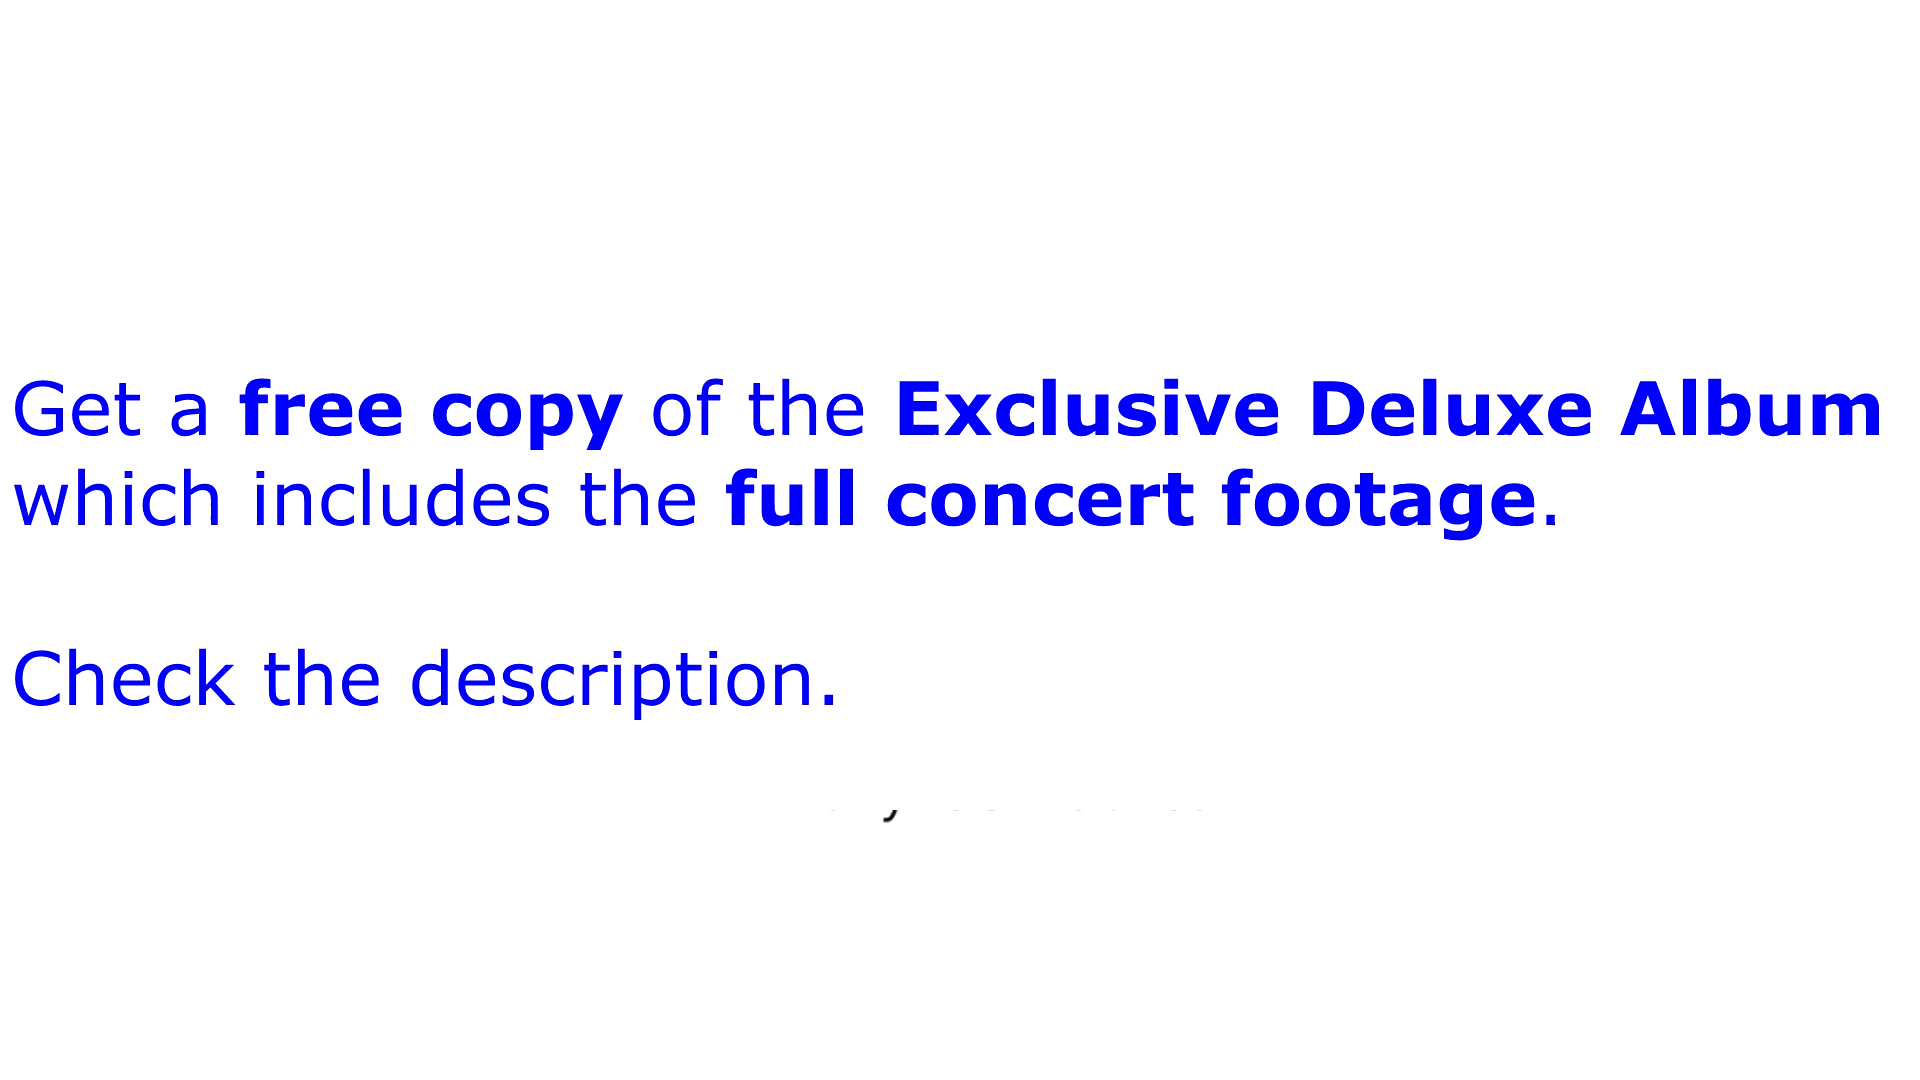 Get a free copy of the Exclusive Deluxe Album
which includes the full concert footage.
Check the description.